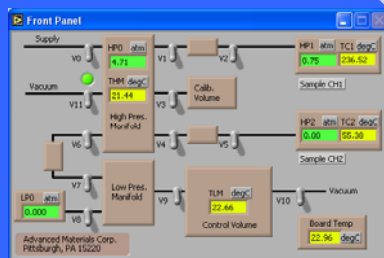 Front Panel
Supply
V0
HP0 atm
4.71
V1
V2
HP1 atm TC1 degC
0.75 236.52
THM degC
21.44
Vacuum
V11
V3
Calib.
Volume
Sample CH1
High Pres.
Manifold
V6
V4
V5
HP2 atm TC2 degC
0.00 55.38
Sample CH2
V7
Low Pres.
Manifold
LP0 atm
0.000
V8
V9
TLM degC
22.66
Control Volume
V10
Vacuum
Board Temp
22.96 degC
Advanced Materials Corp.
Pittsburgh, PA 15220